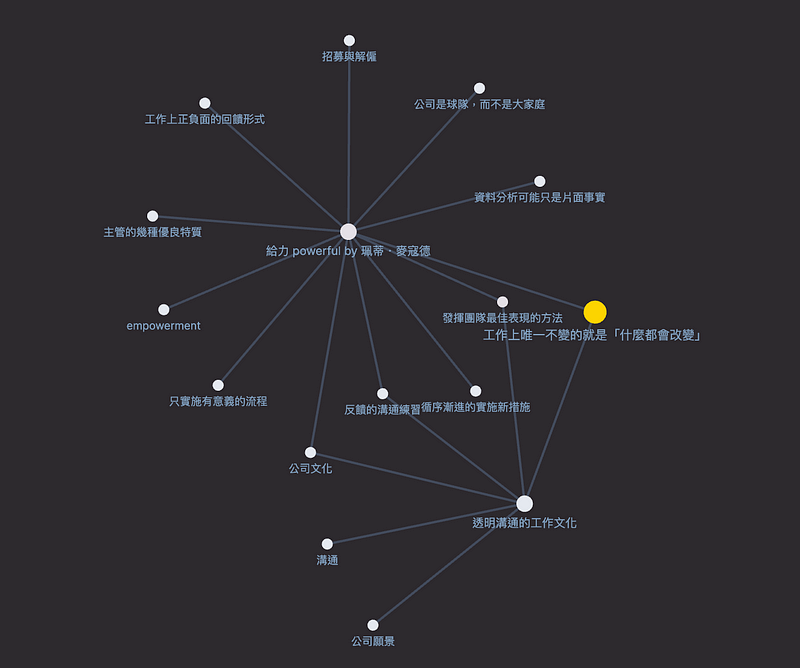 招募與解僱
公司是球隊，而不是大家庭
工作上正負面的回饋形式
資料分析可能只是片面事實
主管的幾種優良特質
給力 powerful by 珮蒂・麥寇德
empowerment
發揮團隊最佳表現的方法
工作上唯一不變的就是「什麼都會改變」
只實施有意義的流程
反饋的溝通練習
循序漸進的實施新措施
公司文化
透明溝通的工作文化
溝通
公司願景